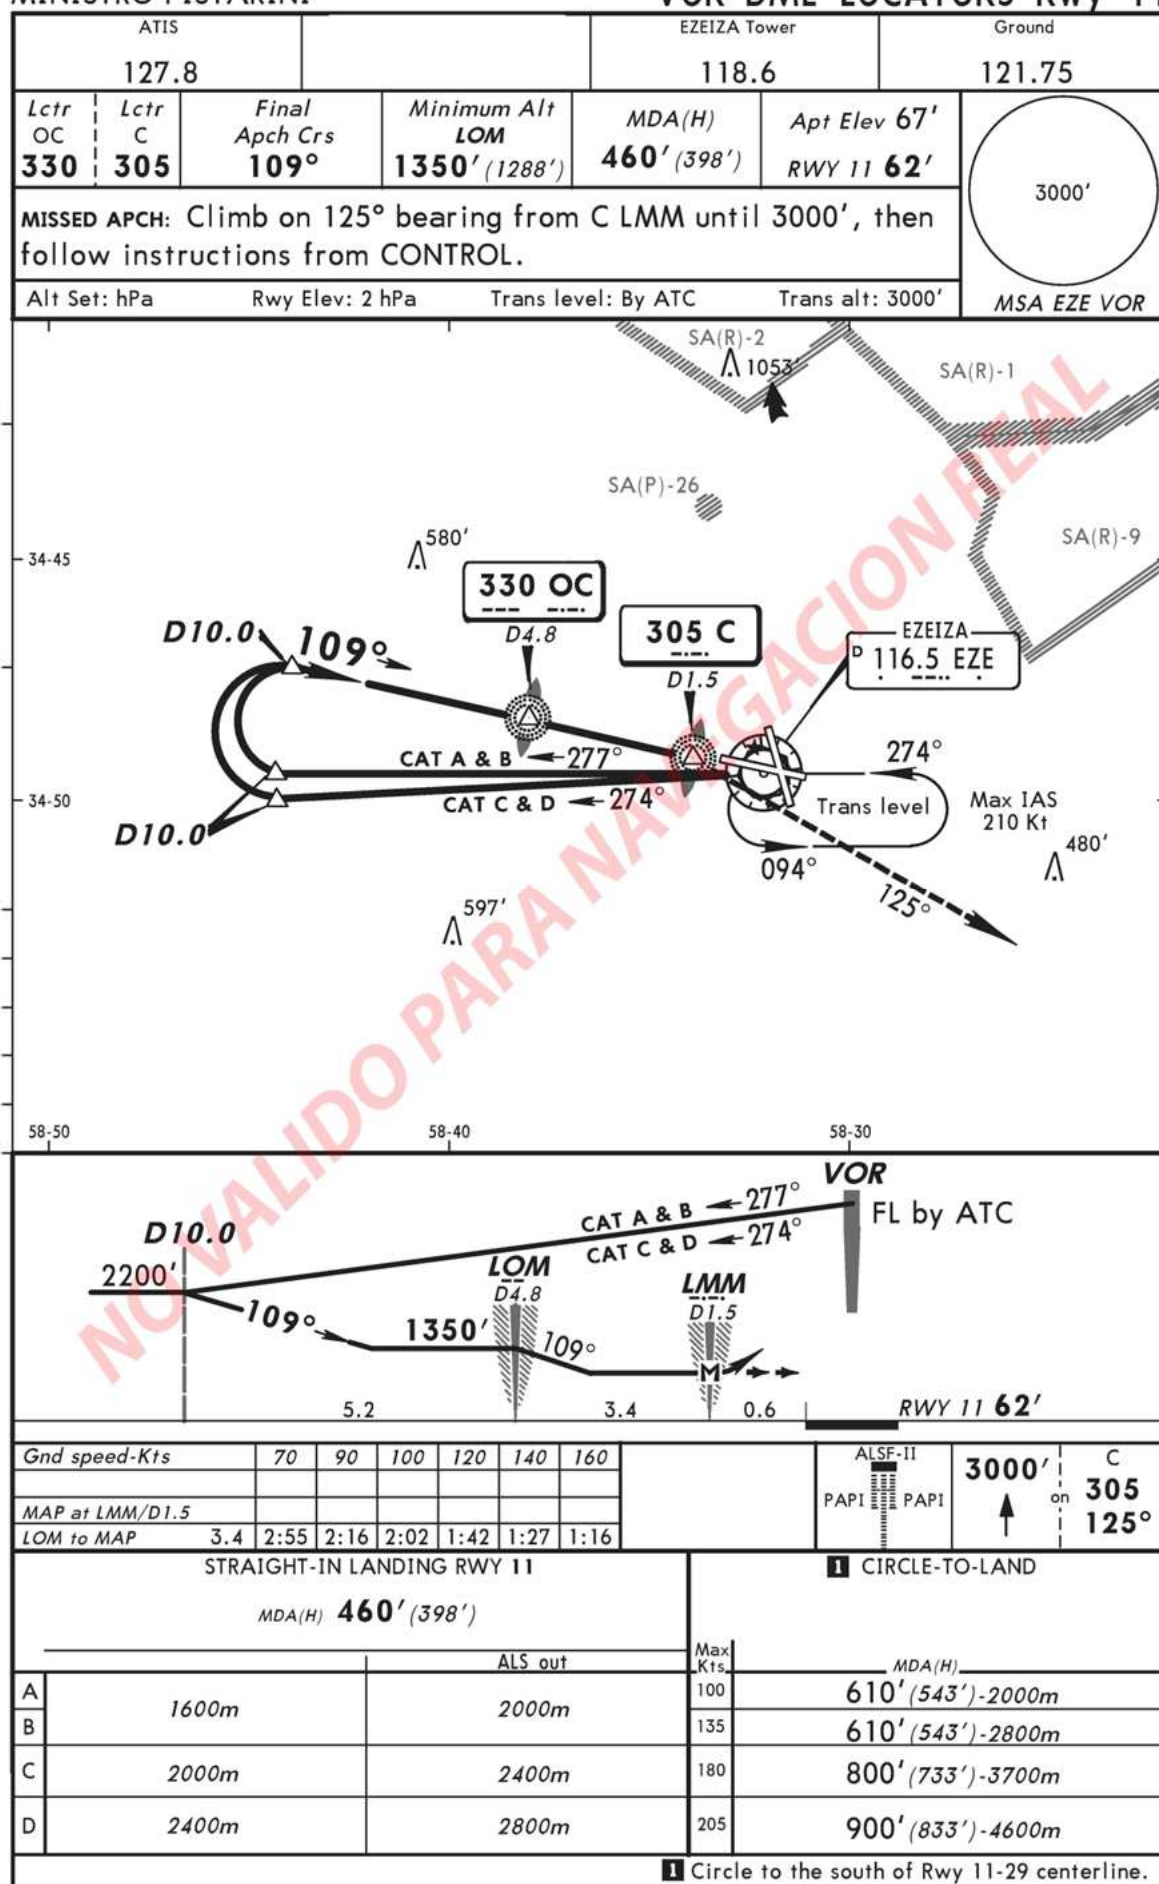 MINISTRO PISTARINI
VOR DME LOCATORS Rwy 11
ATIS
127.8
EZEIZA Tower
118.6
Ground
121.75
Lctr
OC
330
Lctr
C
305
Final
Apch Crs
109°
Minimum Alt
LOM
1350' (1288')
MDA(H)
460' (398')
Apt Elev 67'
RWY 11 62'
3000'
MSA EZE VOR
MISSED APCH: Climb on 125° bearing from C LMM until 3000', then
follow instructions from CONTROL.
Alt Set: hPa Rwy Elev: 2 hPa Trans level: By ATC Trans alt: 3000'
SA(R)-2
1053'
SA(R)-1
SA(P)-26
SA(R)-9
34-45
580'
330 OC
D4.8
305 C
D1.5
EZEIZA
D 116.5 EZE
D10.0
109°
CAT A & B 277°
CAT C & D 274°
274°
34-50
D10.0
Trans level
Max IAS
210 Kt
094°
480'
125°
597'
NO VALIDO PARA NAVEGACION REAL
58-50
58-40
58-30
VOR
FL by ATC
CAT A & B 277°
CAT C & D 274°
D10.0
2200'
LOM
D4.8
LMM
D1.5
109°
1350'
109°
M
5.2
3.4
0.6
RWY 11 62'
Gnd speed-Kts 70 90 100 120 140 160
MAP at LMM/D1.5
LOM to MAP 3.4 2:55 2:16 2:02 1:42 1:27 1:16
ALSF-II
PAPI PAPI
3000'
on
C
305
125°
STRAIGHT-IN LANDING RWY 11
MDA(H) 460' (398')
ALS out
1 CIRCLE-TO-LAND
Max
Kts
MDA(H)
A
B
1600m
2000m
100
610' (543')-2000m
135
610' (543')-2800m
C
2000m
2400m
180
800' (733')-3700m
D
2400m
2800m
205
900' (833')-4600m
1 Circle to the south of Rwy 11-29 centerline.